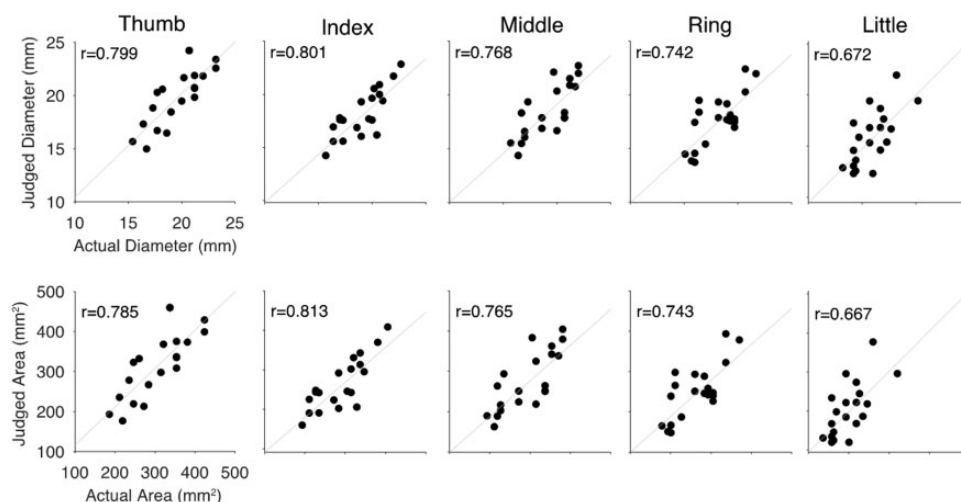 Thumb Index Middle Ring Little
Judged Diameter (mm)
25
20
15
10
r=0.799 r=0.801 r=0.768 r=0.742 r=0.672
10 15 20 25
Actual Diameter (mm)
Judged Area (mm²)
500
400
300
200
100
r=0.785 r=0.813 r=0.765 r=0.743 r=0.667
100 200 300 400 500
Actual Area (mm²)